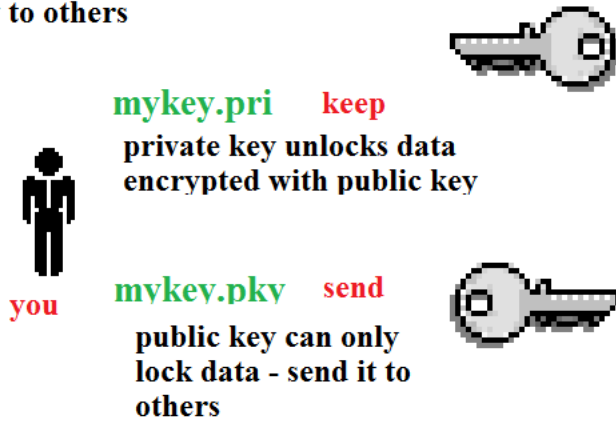 to others
mykey.pri keep
private key unlocks data
encrypted with public key
you
mykey.pky send
public key can only
lock data - send it to
others